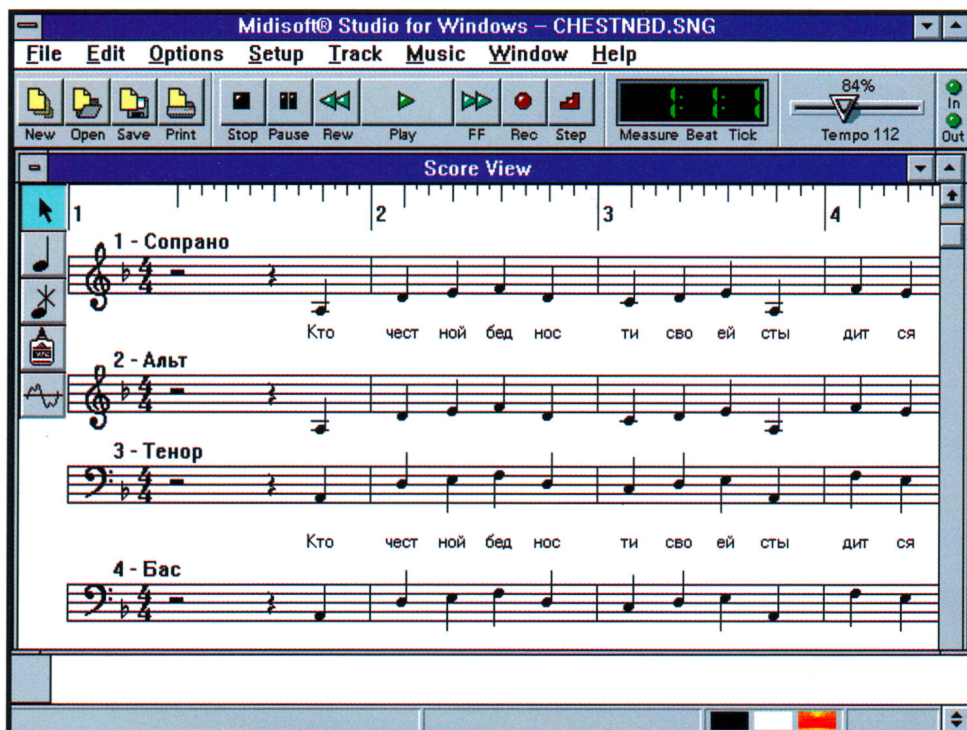 Midisoft® Studio for Windows – CHESTNBD.SNG
File Edit Options Setup Track Music Window Help
1: 1: 1
84%
In
New Open Save Print Stop Pause Rew Play FF Rec Step Measure Beat Tick Tempo 112 Out
Score View
1 2 3 4
1 - Сопрано
Кто чест ной бед нос ти сво ей сты дит ся
2 - Альт
3 - Тенор
Кто чест ной бед нос ти сво ей сты дит ся
4 - Бас